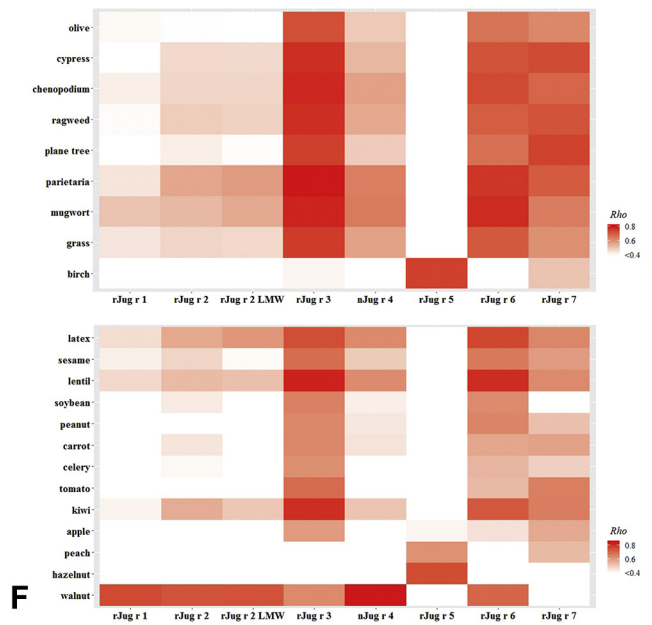 olive
cypress
chenopodium
ragweed
plane tree
parietaria
mugwort
grass
birch
Rho
0.8
0.6
<0.4
rJug r 1 rJug r 2 rJug r 2 LMW rJug r 3 nJug r 4 rJug r 5 rJug r 6 rJug r 7
latex
sesame
lentil
soybean
peanut
carrot
celery
tomato
kiwi
apple
peach
hazelnut
walnut
Rho
0.8
0.6
<0.4
rJug r 1 rJug r 2 rJug r 2 LMW rJug r 3 nJug r 4 rJug r 5 rJug r 6 rJug r 7
F